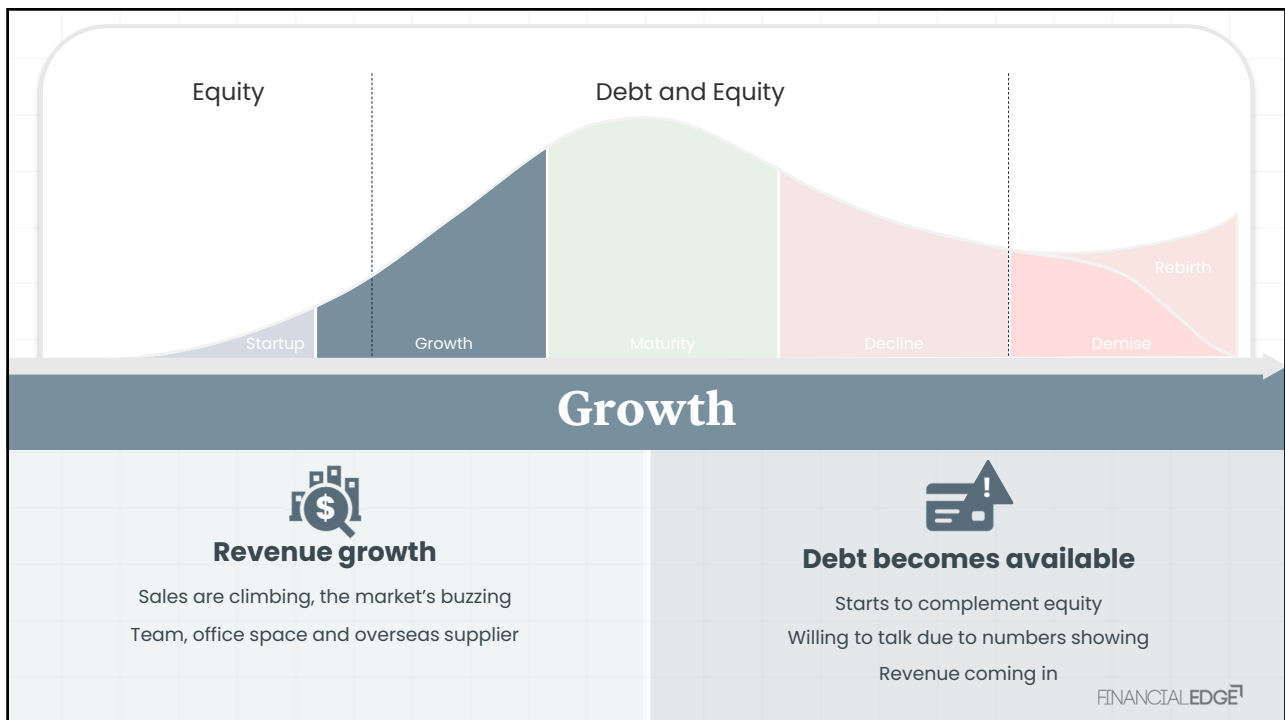 Equity
Debt and Equity
Rebirth
Startup
Growth
Maturity
Decline
Demise
Growth
$
Revenue growth
Sales are climbing, the market’s buzzing
Team, office space and overseas supplier
!
Debt becomes available
Starts to complement equity
Willing to talk due to numbers showing
Revenue coming in
FINANCIALEDGE